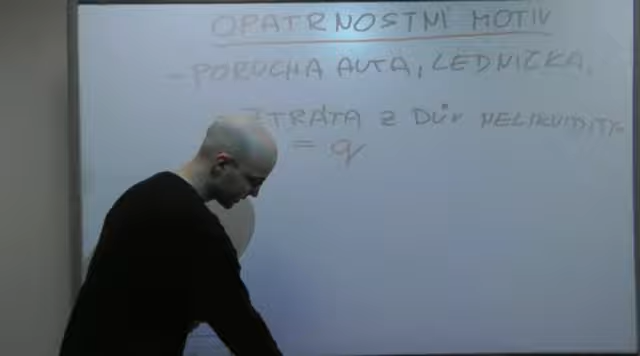 OPATRNOSTNÍ MOTIV
- PORUCHA AUTA, LEDNIČKA,
ZTRÁTA Z DŮV NELIKVIDITY
= q